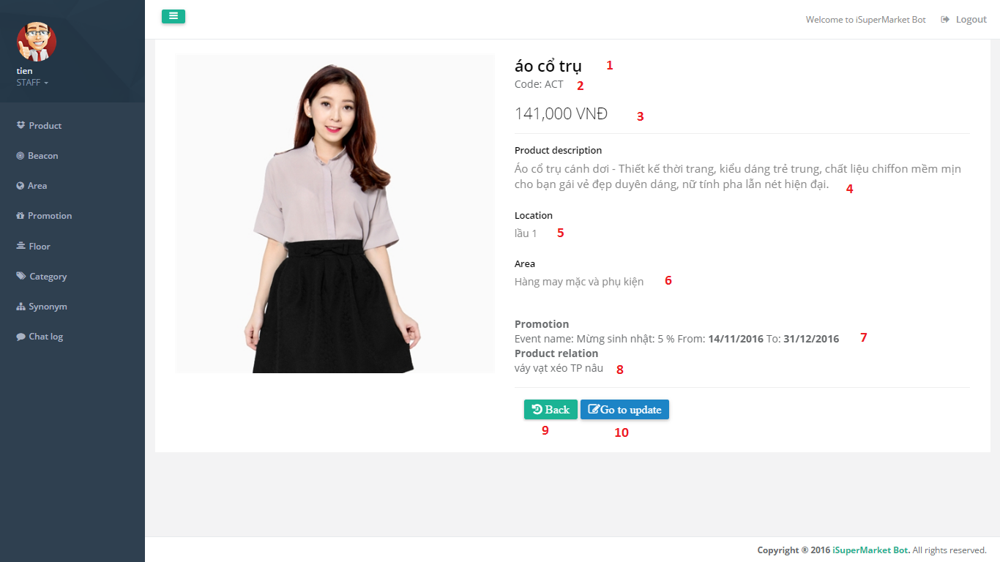 Welcome to iSuperMarket Bot
Logout
tien
STAFF
Product
Beacon
Area
Promotion
Floor
Category
Synonym
Chat log
áo cổ trụ 1
Code: ACT 2
141,000 VNĐ 3
Product description
Áo cổ trụ cánh dơi - Thiết kế thời trang, kiểu dáng trẻ trung, chất liệu chiffon mềm mịn
cho bạn gái vẻ đẹp duyên dáng, nữ tính pha lẫn nét hiện đại. 4
Location
lầu 1 5
Area
Hàng may mặc và phụ kiện 6
Promotion
Event name: Mừng sinh nhật: 5 % From: 14/11/2016 To: 31/12/2016 7
Product relation
váy vạt xéo TP nâu 8
Back Go to update
9 10
Copyright ® 2016 iSuperMarket Bot. All rights reserved.